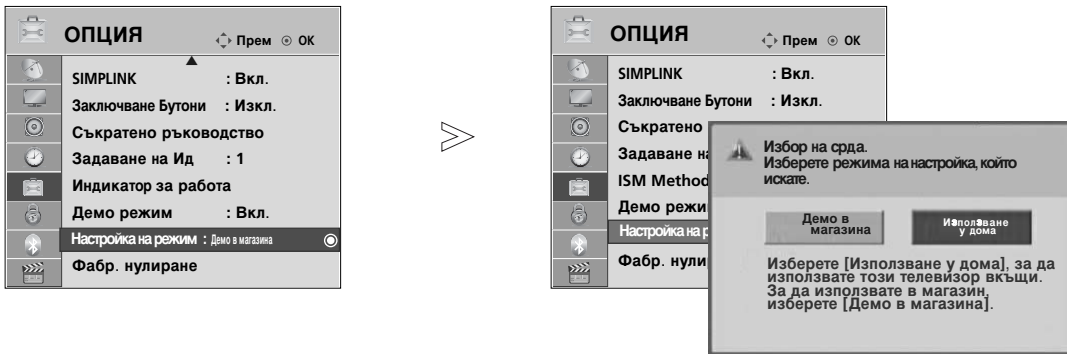 ОПЦИЯ
Прем ОК
SIMPLINK : Вкл.
Заключване Бутони : Изкл.
Съкратено ръководство
Задаване на Ид : 1
Индикатор за работа
Демо режим : Вкл.
Настройка на режим : Демо в магазина
Фабр. нулиране
ОПЦИЯ
Прем ОК
SIMPLINK : Вкл.
Заключване Бутони : Изкл.
Съкратено
Задаване на
ISM Method
Демо режи
Настройка на р
Фабр. нули
Избор на срда.
Изберете режима на настройка, който
искате.
Демо в
магазина
Използване
у дома
Изберете [Използване у дома], за да
използвате този телевизор вкъщи.
За да използвате в магазин,
изберете [Демо в магазина].